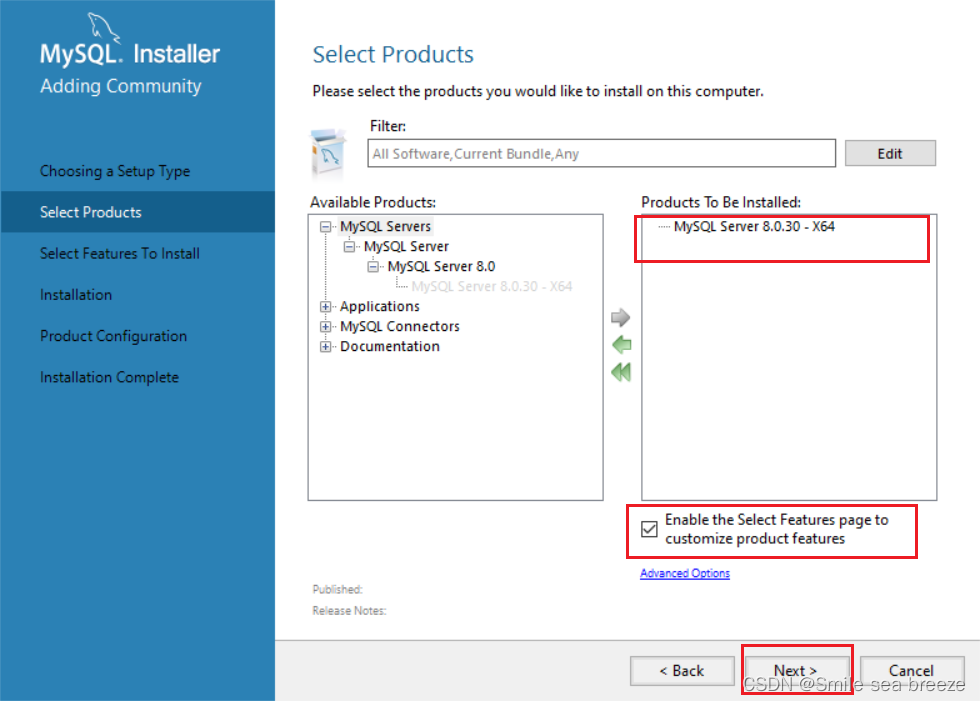 MySQL. Installer
Adding Community
Choosing a Setup Type
Select Products
Select Features To Install
Installation
Product Configuration
Installation Complete
Select Products
Please select the products you would like to install on this computer.
Filter:
All Software,Current Bundle,Any
Edit
Available Products:
MySQL Servers
MySQL Server
MySQL Server 8.0
MySQL Server 8.0.30 - X64
Applications
MySQL Connectors
Documentation
Products To Be Installed:
MySQL Server 8.0.30 - X64
Enable the Select Features page to
customize product features
Advanced Options
Published:
Release Notes:
< Back
Next >
Cancel
CSDN @Smile sea breeze